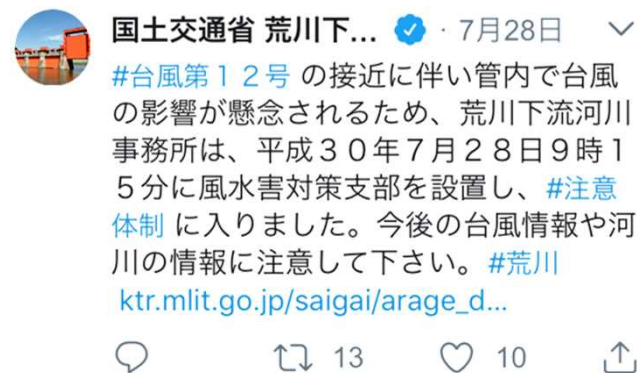 国土交通省 荒川下... · 7月28日
#台風第１２号 の接近に伴い管内で台風
の影響が懸念されるため、荒川下流河川
事務所は、平成３０年７月２８日９時１
５分に風水害対策支部を設置し、#注意
体制 に入りました。今後の台風情報や河
川の情報に注意して下さい。#荒川
ktr.mlit.go.jp/saigai/arage_d...
13 10